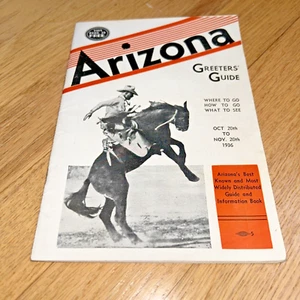 Arizona
GREETERS'
GUIDE
WHERE TO GO
HOW TO GO
WHAT TO SEE
OCT 20th
TO
NOV. 20th
1936
Arizona's Best
Known and Most
Widely Distributed
Guide and
Information Book